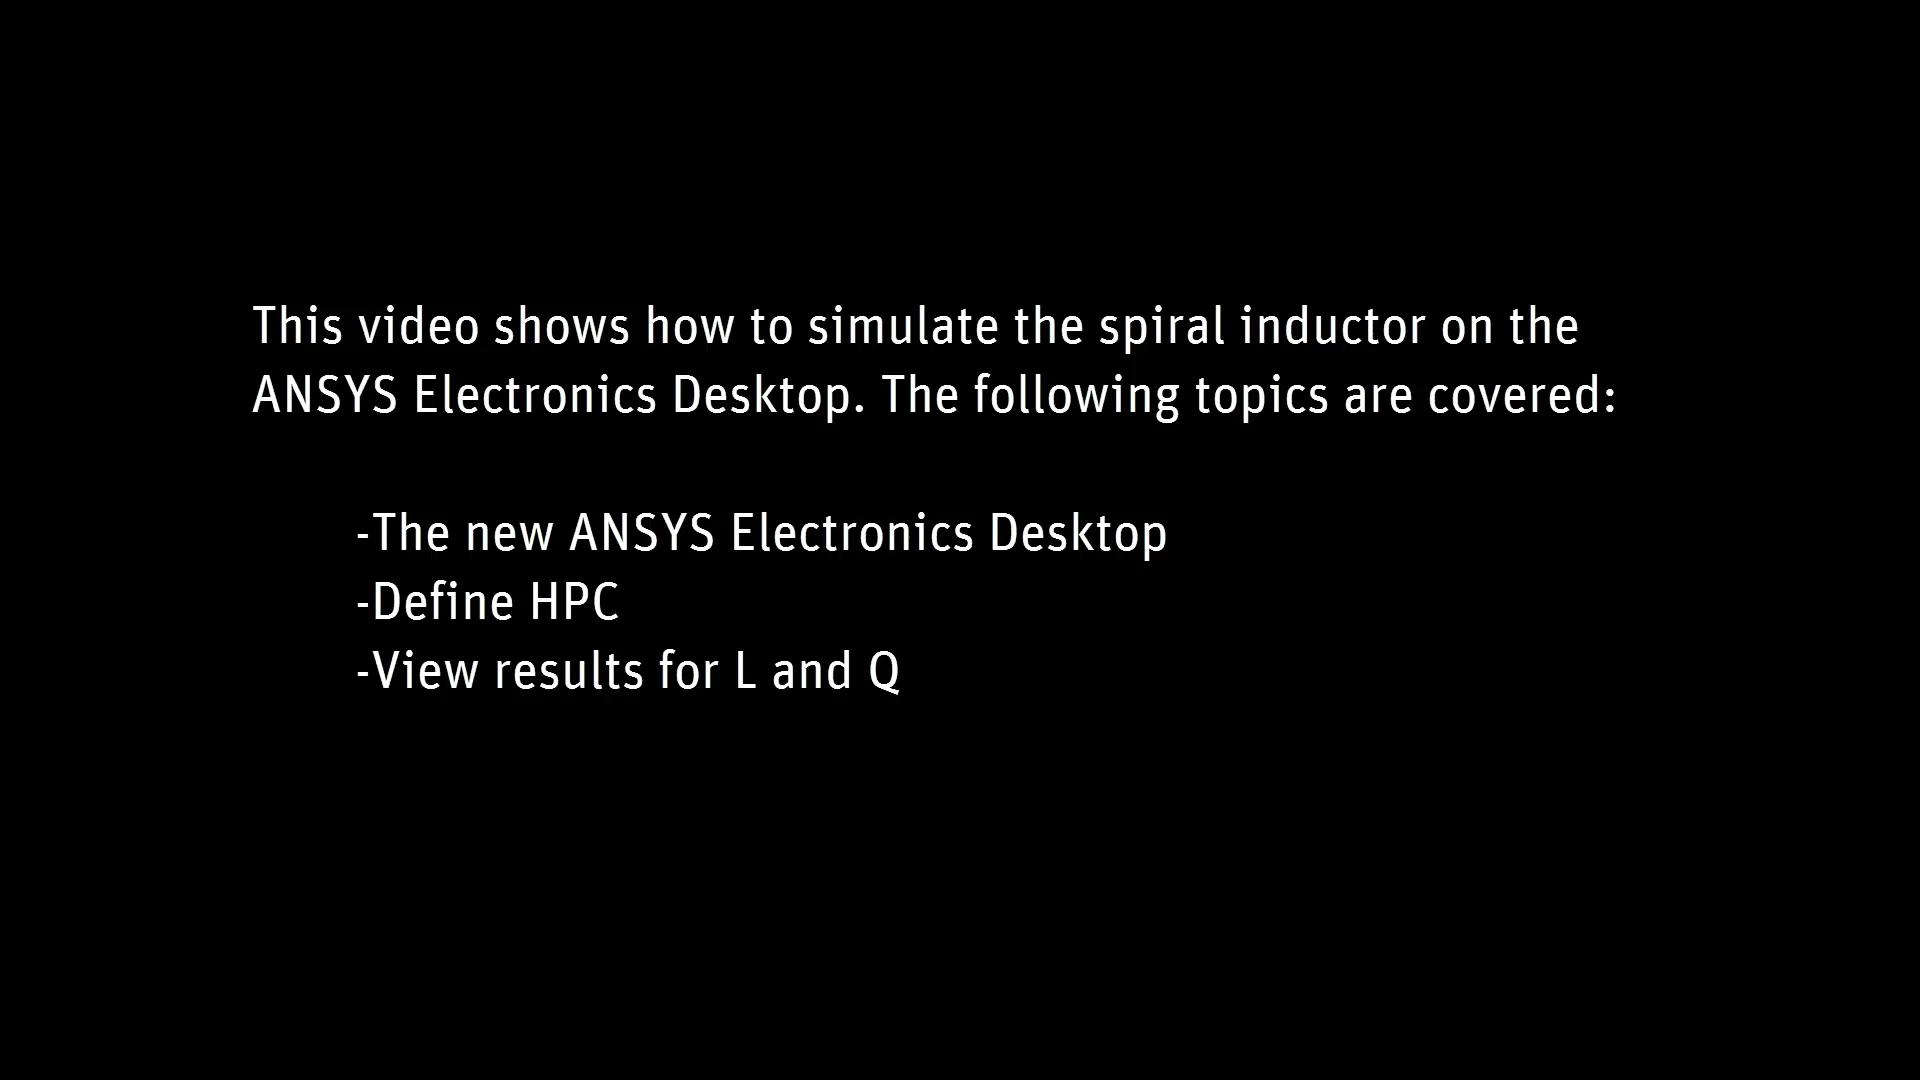 This video shows how to simulate the spiral inductor on the
ANSYS Electronics Desktop. The following topics are covered:
-The new ANSYS Electronics Desktop
-Define HPC
-View results for L and Q